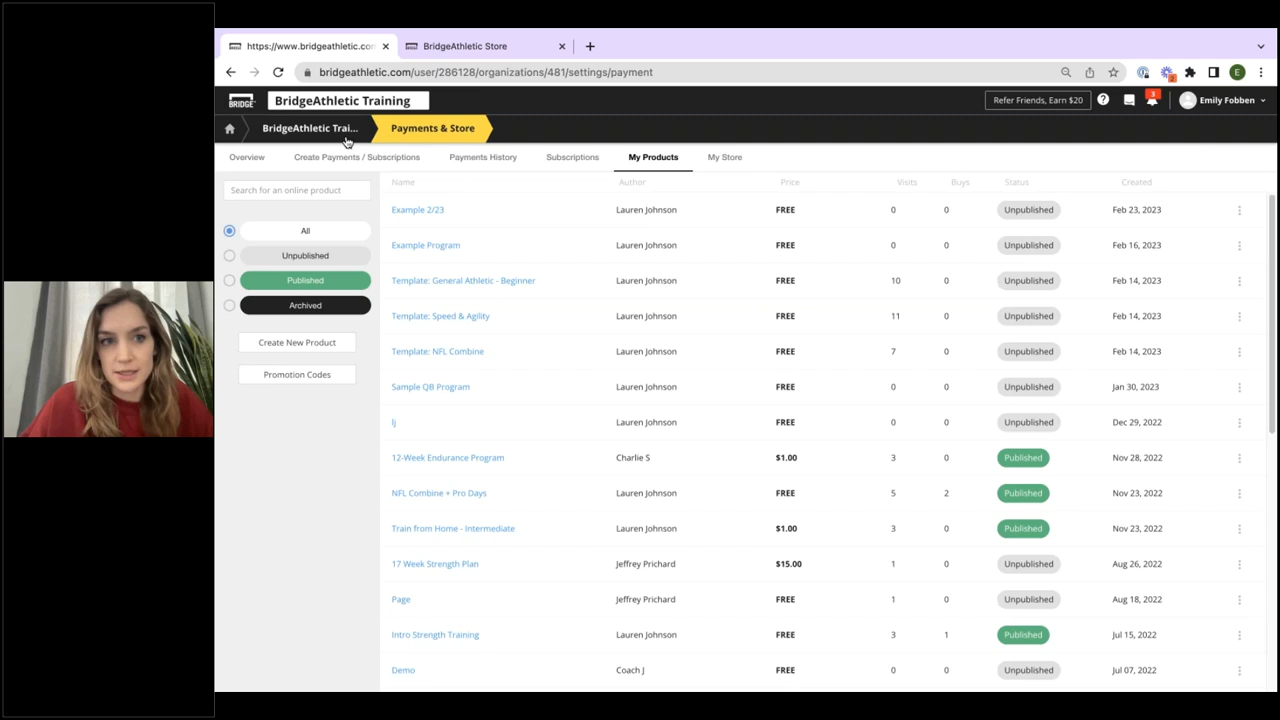 https://www.bridgeathletic.con
BridgeAthletic Store
bridgeathletic.com/user/286128/organizations/481/settings/payment
2
E
BRIDGE
BridgeAthletic Training
Refer Friends, Earn $20
3
Emily Fobben
BridgeAthletic Trai...
Payments & Store
Overview
Create Payments / Subscriptions
Payments History
Subscriptions
My Products
My Store
Search for an online product
All
Unpublished
Published
Archived
Create New Product
Promotion Codes
Name Author Price Visits Buys Status Created
Example 2/23 Lauren Johnson FREE 0 0 Unpublished Feb 23, 2023
Example Program Lauren Johnson FREE 0 0 Unpublished Feb 16, 2023
Template: General Athletic - Beginner Lauren Johnson FREE 10 0 Unpublished Feb 14, 2023
Template: Speed & Agility Lauren Johnson FREE 11 0 Unpublished Feb 14, 2023
Template: NFL Combine Lauren Johnson FREE 7 0 Unpublished Feb 14, 2023
Sample QB Program Lauren Johnson FREE 0 0 Unpublished Jan 30, 2023
lj Lauren Johnson FREE 0 0 Unpublished Dec 29, 2022
12-Week Endurance Program Charlie S $1.00 3 0 Published Nov 28, 2022
NFL Combine + Pro Days Lauren Johnson FREE 5 2 Published Nov 23, 2022
Train from Home - Intermediate Lauren Johnson $1.00 3 0 Published Nov 23, 2022
17 Week Strength Plan Jeffrey Prichard $15.00 1 0 Unpublished Aug 26, 2022
Page Jeffrey Prichard FREE 1 0 Unpublished Aug 18, 2022
Intro Strength Training Lauren Johnson FREE 3 1 Published Jul 15, 2022
Demo Coach J FREE 0 0 Unpublished Jul 07, 2022